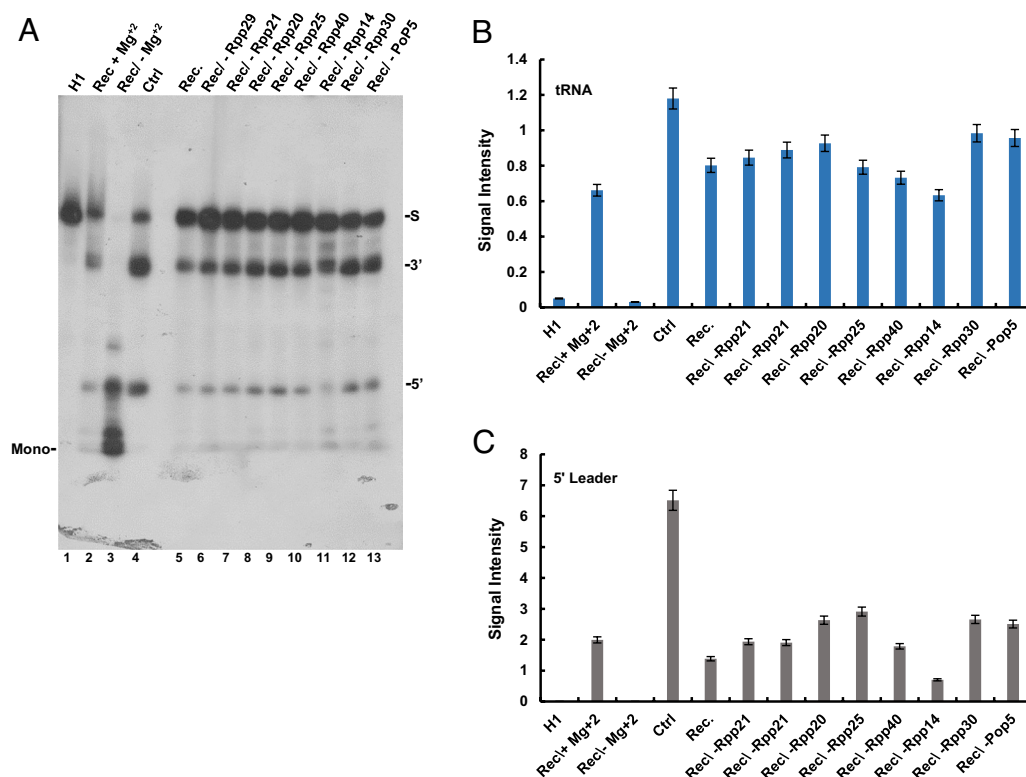 A
H1
Rec + Mg+2
Rec/ - Mg+2
Ctrl
Rec.
Rec/ - Rpp29
Rec/ - Rpp21
Rec/ - Rpp20
Rec/ - Rpp25
Rec/ - Rpp40
Rec/ - Rpp14
Rec/ - Rpp30
Rec/ - PoP5
-S
-3'
-5'
Mono-
1 2 3 4 5 6 7 8 9 10 11 12 13
B
tRNA
Signal Intensity
1.4
1.2
1
0.8
0.6
0.4
0.2
0
H1
Rec\+ Mg+2
Rec\- Mg+2
Ctrl
Rec.
Rec\ -Rpp21
Rec\ -Rpp21
Rec\ -Rpp20
Rec\ -Rpp25
Rec\ -Rpp40
Rec\ -Rpp14
Rec\ -Rpp30
Rec\ -Pop5
C
5' Leader
Signal Intensity
8
7
6
5
4
3
2
1
0
H1
Rec\+ Mg+2
Rec\- Mg+2
Ctrl
Rec.
Rec\ -Rpp21
Rec\ -Rpp21
Rec\ -Rpp20
Rec\ -Rpp25
Rec\ -Rpp40
Rec\ -Rpp14
Rec\ -Rpp30
Rec\ -Pop5